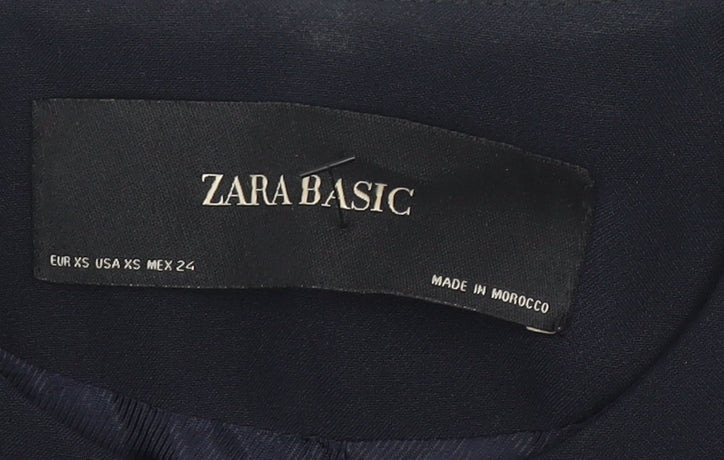 ZARA BASIC
EUR XS USA XS MEX 24
MADE IN MOROCCO